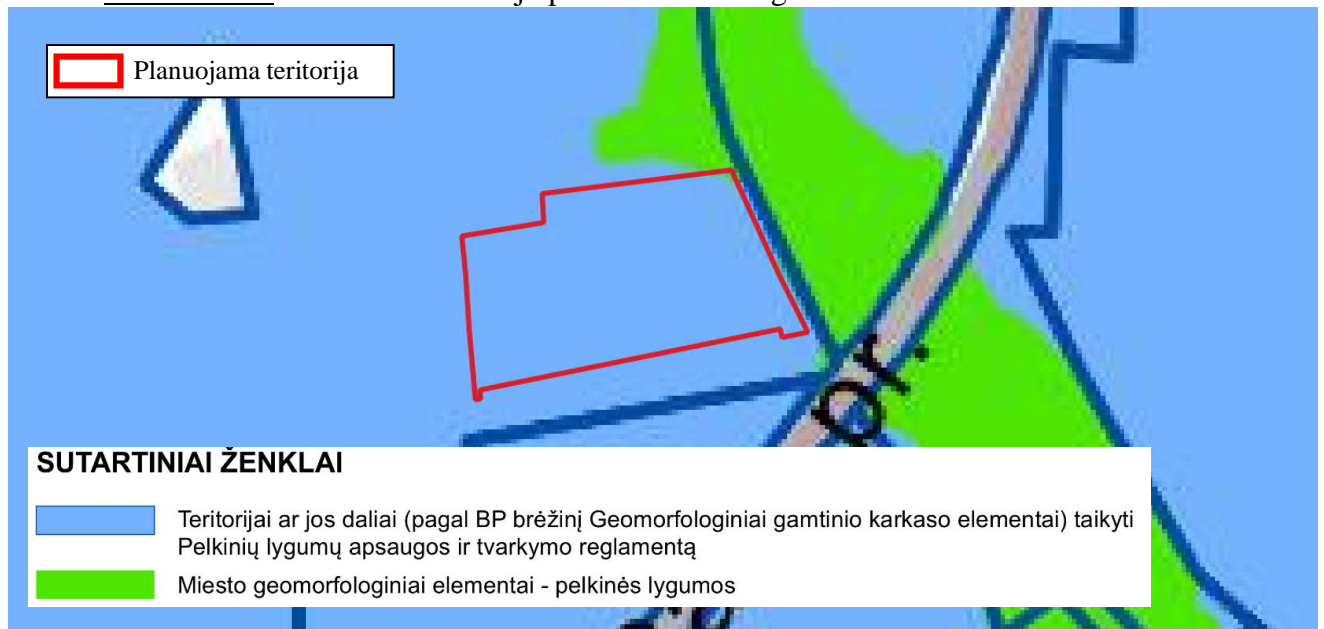 Planuojama teritorija
pr.
SUTARTINIAI ŽENKLAI
Teritorijai ar jos daliai (pagal BP brėžinį Geomorfologiniai gamtinio karkaso elementai) taikyti
Pelkinių lygumų apsaugos ir tvarkymo reglamentą
Miesto geomorfologiniai elementai - pelkinės lygumos